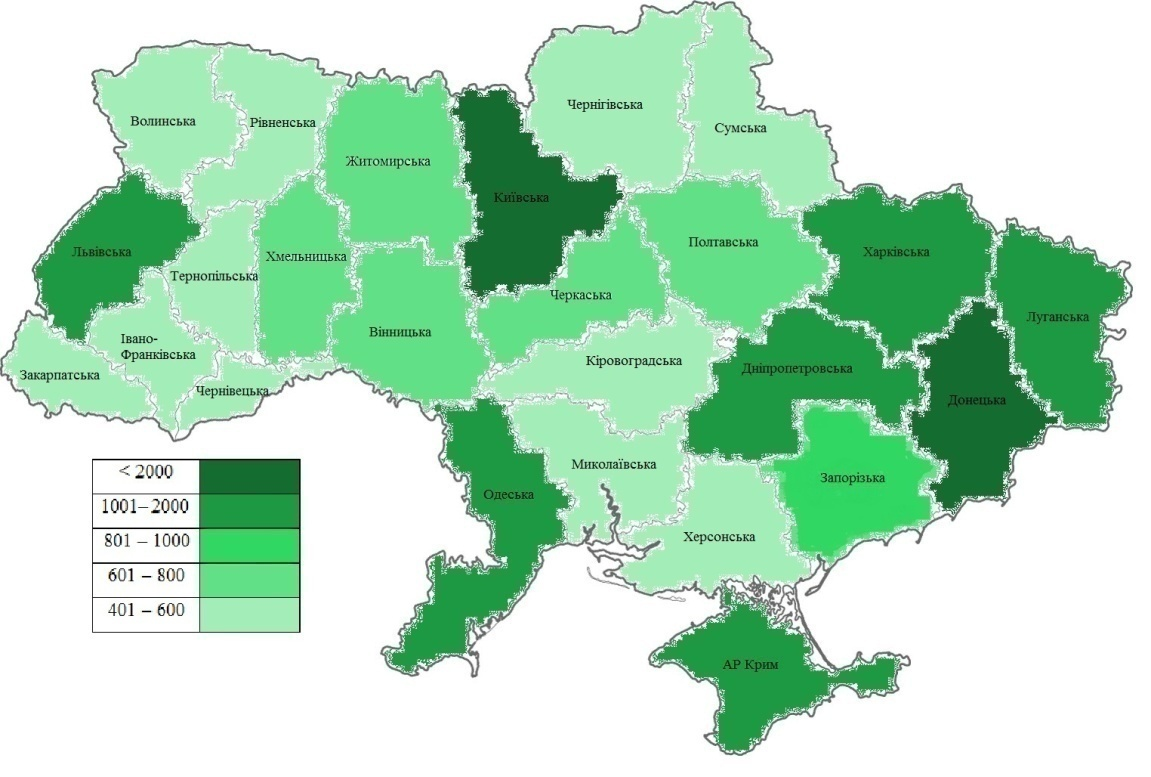 Чернігівська
Сумська
Волинська
Рівненська
Житомирська
Київська
Полтавська
Харківська
Львівська
Хмельницька
Тернопільська
Черкаська
Луганська
Вінницька
Івано-
Франківська
Кіровоградська
Дніпропетровська
Закарпатська
Чернівецька
Донецька
Миколаївська
Запорізька
Одеська
Херсонська
АР Крим
< 2000
1001– 2000
801 – 1000
601 – 800
401 – 600